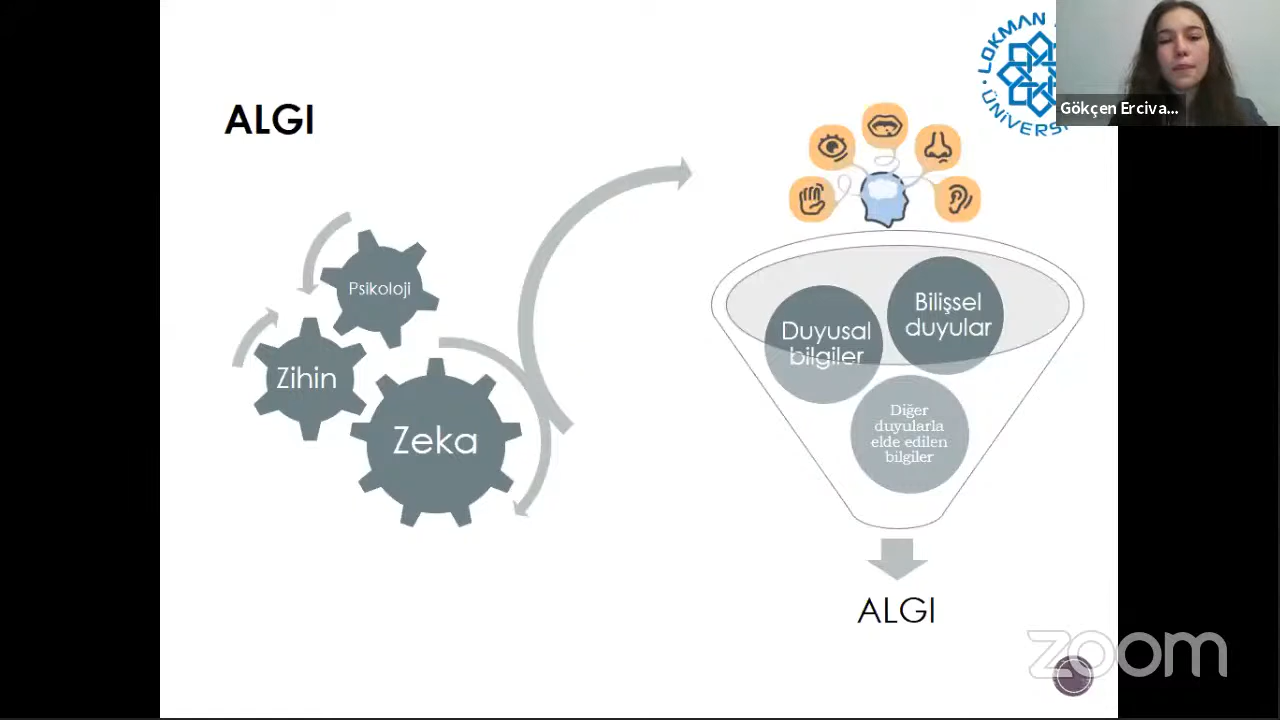 ALGI
LOKMAN
ÜNİVERSİ
Gökçen Erciva...
Psikoloji
Zihin
Zeka
Duyusal
bilgiler
Bilişsel
duyular
Diğer
duyularla
elde edilen
bilgiler
ALGI
zoom